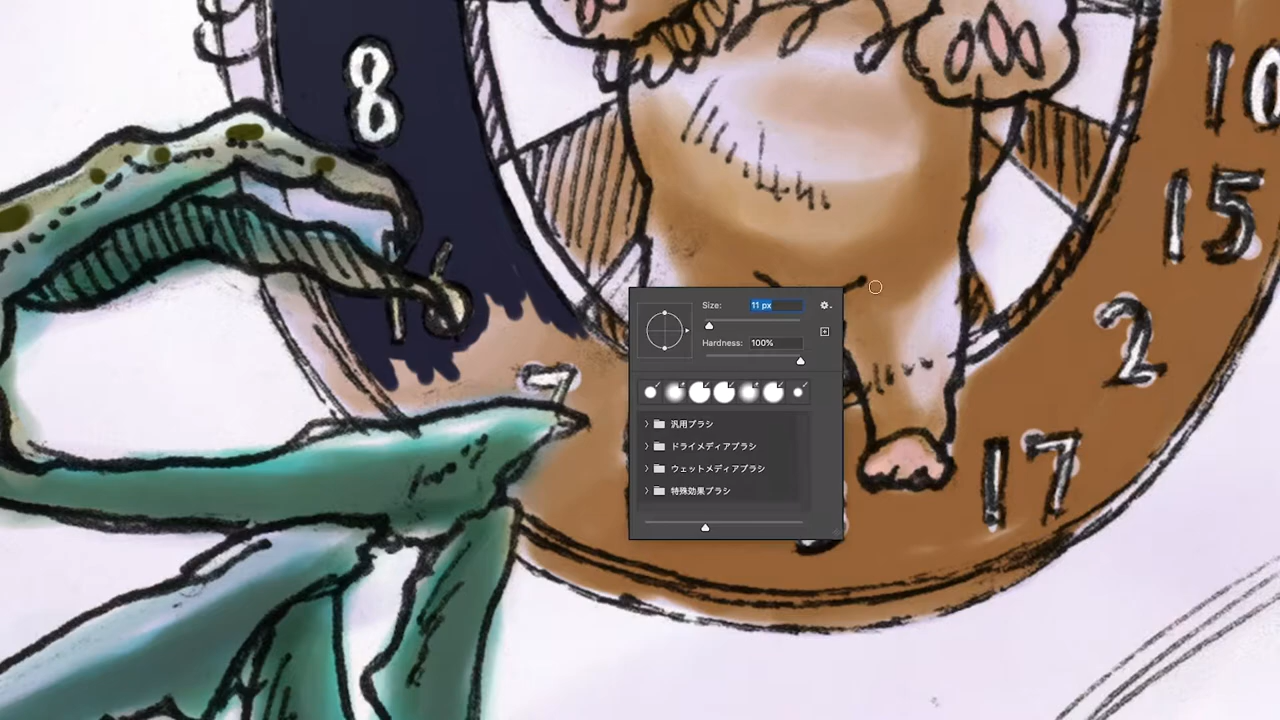 8
10
15
7
2
17
Size:
11 px
Hardness:
100%
汎用ブラシ
ドライメディアブラシ
ウェットメディアブラシ
特殊効果ブラシ